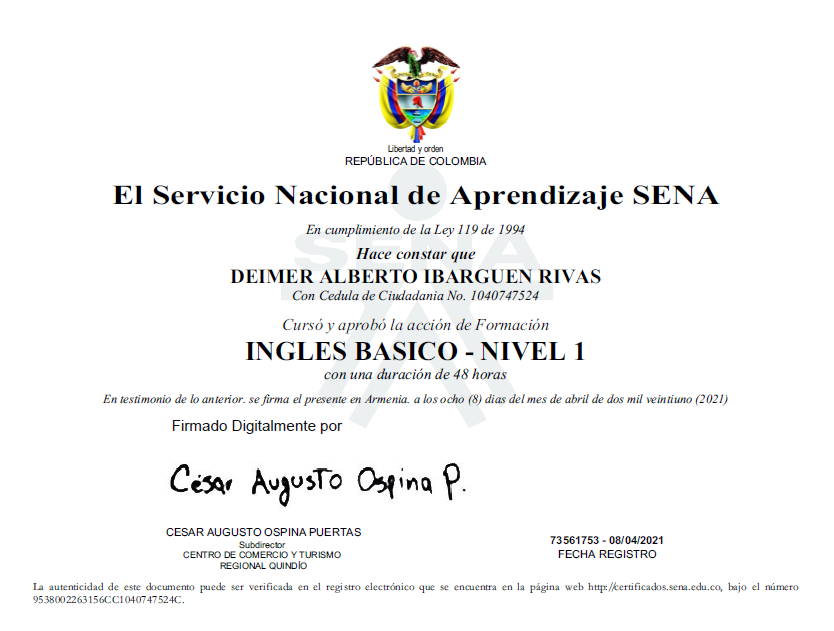 Libertad y orden
REPÚBLICA DE COLOMBIA
El Servicio Nacional de Aprendizaje SENA
En cumplimiento de la Ley 119 de 1994
SENA
Hace constar que
DEIMER ALBERTO IBARGUEN RIVAS
Con Cedula de Ciudadania No. 1040747524
Cursó y aprobó la acción de Formación
INGLES BASICO - NIVEL 1
con una duración de 48 horas
En testimonio de lo anterior. se firma el presente en Armenia. a los ocho (8) dias del mes de abril de dos mil veintiuno (2021)
Firmado Digitalmente por
César Augusto Ospina P.
CESAR AUGUSTO OSPINA PUERTAS
Subdirector
CENTRO DE COMERCIO Y TURISMO
REGIONAL QUINDÍO
73561753 - 08/04/2021
FECHA REGISTRO
La autenticidad de este documento puede ser verificada en el registro electrónico que se encuentra en la página web http://certificados.sena.edu.co, bajo el número
9538002263156CC1040747524C.